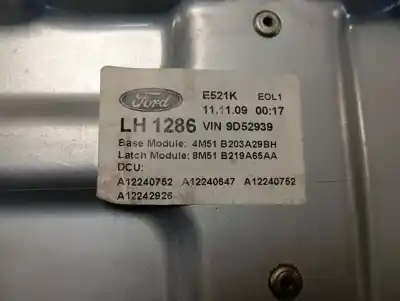 Ford
E521K EOL1
11.11.09 00:17
LH 1286 VIN 9D52939
Base Module: 4M51 B203A29BH
Latch Module: 8M51 B219A65AA
DCU:
A12240752 A12240647 A12240752
A12242926